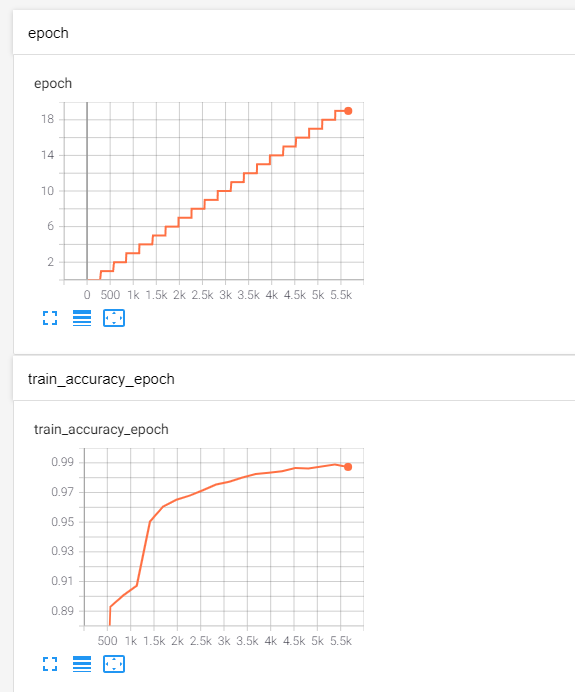 epoch
epoch
18
14
10
6
2
0 500 1k 1.5k 2k 2.5k 3k 3.5k 4k 4.5k 5k 5.5k
train_accuracy_epoch
train_accuracy_epoch
0.99
0.97
0.95
0.93
0.91
0.89
500 1k 1.5k 2k 2.5k 3k 3.5k 4k 4.5k 5k 5.5k